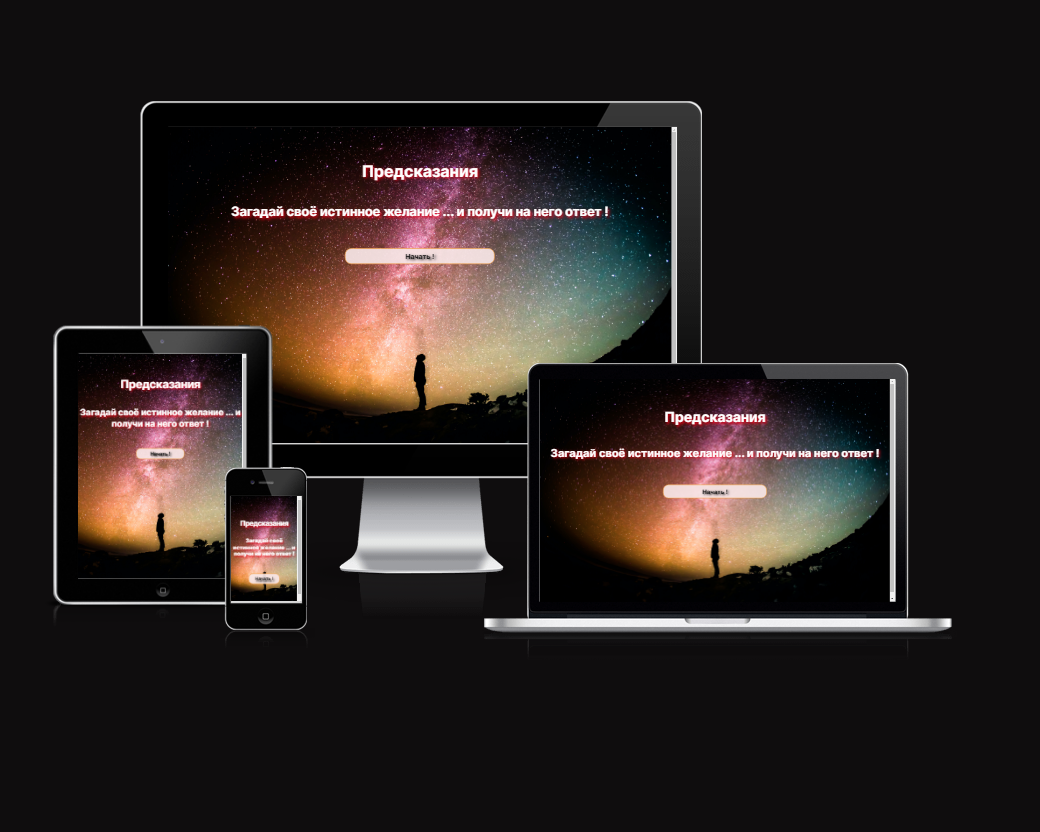 Предсказания
Загадай своё истинное желание ... и получи на него ответ !
Начать !
Предсказания
Загадай своё истинное желание ... и
получи на него ответ !
Начать !
Предсказания
Загадай своё
истинное желание ... и
получи на него ответ !
Начать !
Предсказания
Загадай своё истинное желание ... и получи на него ответ !
Начать !